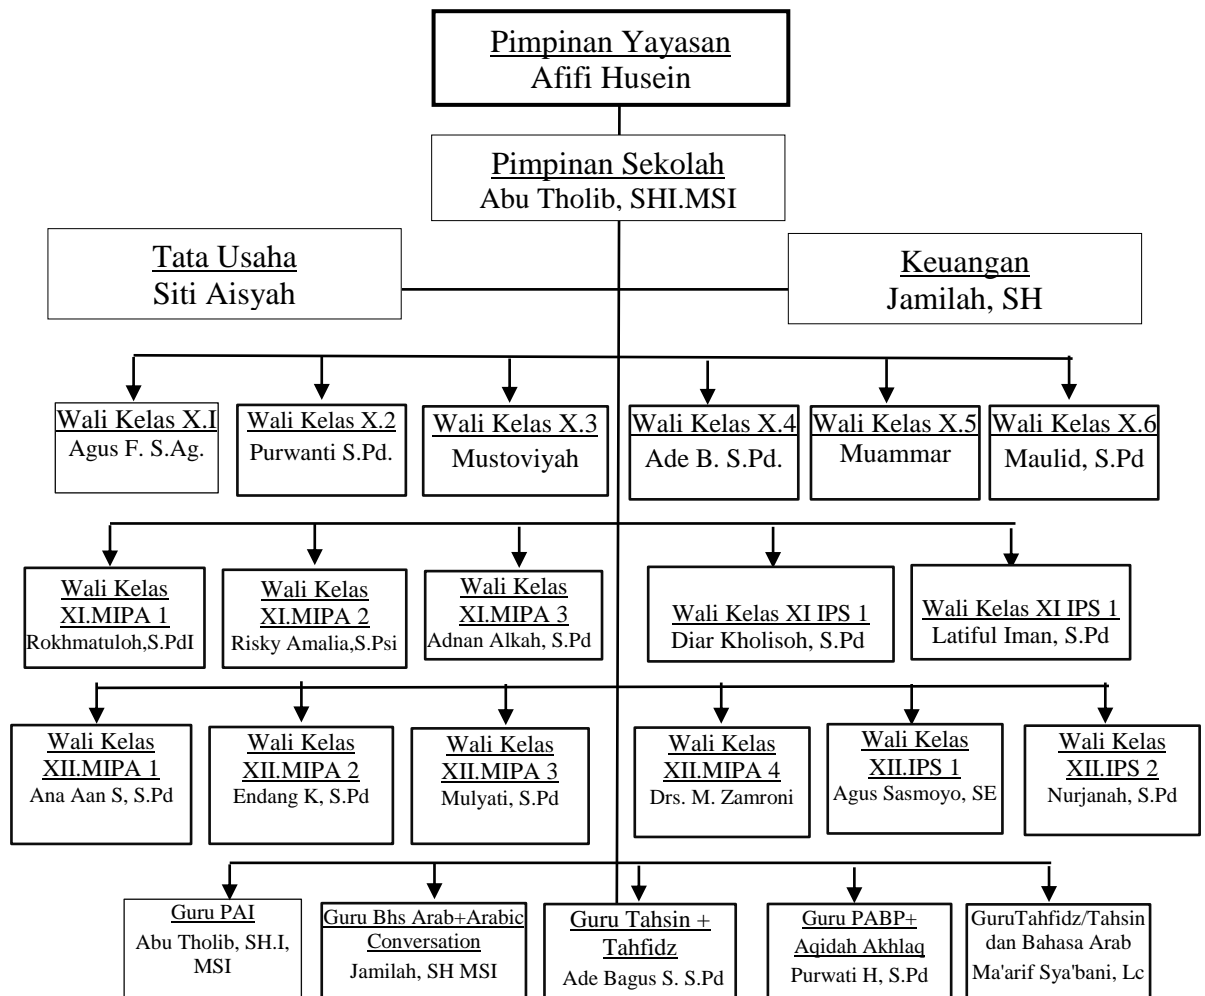 Pimpinan Yayasan
Afifi Husein
Pimpinan Sekolah
Abu Tholib, SHI.MSI
Tata Usaha
Siti Aisyah
Keuangan
Jamilah, SH
Wali Kelas X.I
Agus F. S.Ag.
Wali Kelas X.2
Purwanti S.Pd.
Wali Kelas X.3
Mustoviyah
Wali Kelas X.4
Ade B. S.Pd.
Wali Kelas X.5
Muammar
Wali Kelas X.6
Maulid, S.Pd
Wali Kelas
XI.MIPA 1
Rokhmatuloh,S.PdI
Wali Kelas
XI.MIPA 2
Risky Amalia,S.Psi
Wali Kelas
XI.MIPA 3
Adnan Alkah, S.Pd
Wali Kelas XI IPS 1
Diar Kholisoh, S.Pd
Wali Kelas XI IPS 1
Latiful Iman, S.Pd
Wali Kelas
XII.MIPA 1
Ana Aan S, S.Pd
Wali Kelas
XII.MIPA 2
Endang K, S.Pd
Wali Kelas
XII.MIPA 3
Mulyati, S.Pd
Wali Kelas
XII.MIPA 4
Drs. M. Zamroni
Wali Kelas
XII.IPS 1
Agus Sasmoyo, SE
Wali Kelas
XII.IPS 2
Nurjanah, S.Pd
Guru PAI
Abu Tholib, SH.I,
MSI
Guru Bhs Arab+Arabic
Conversation
Jamilah, SH MSI
Guru Tahsin +
Tahfidz
Ade Bagus S. S.Pd
Guru PABP+
Aqidah Akhlaq
Purwati H, S.Pd
GuruTahfidz/Tahsin
dan Bahasa Arab
Ma'arif Sya'bani, Lc